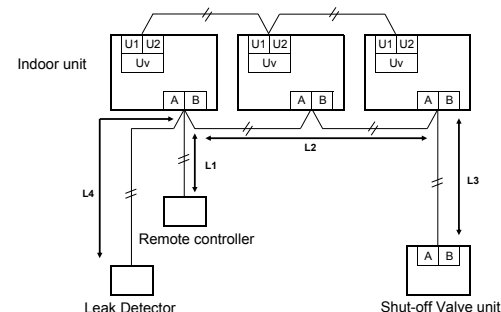 U1 U2 U1 U2 U1 U2
Indoor unit Uv Uv Uv
A B A B A B
L1 L2
L4 L3
Remote controller
A B
Leak Detector Shut-off Valve unit